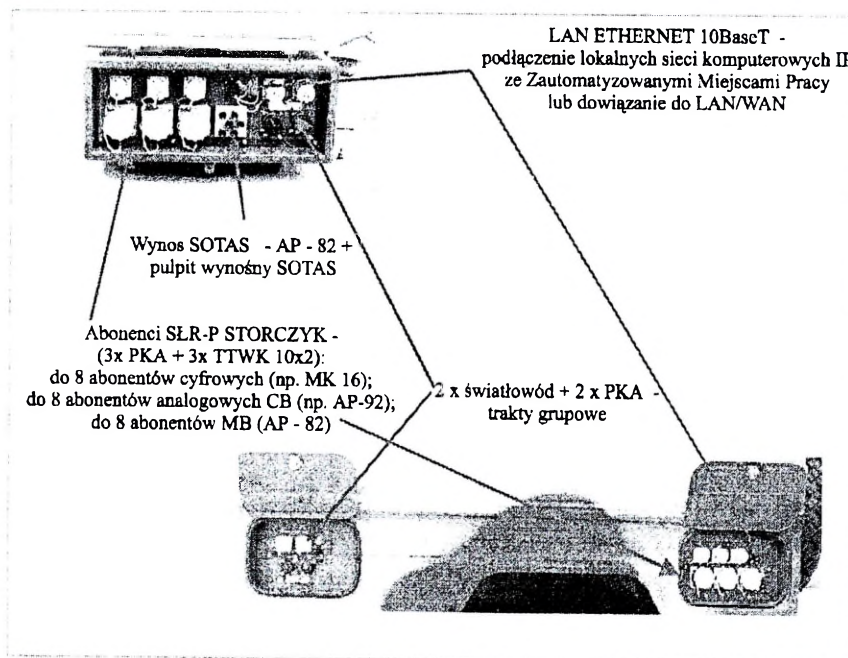 LAN ETHERNET 10BaseT -
podłączenie lokalnych sieci komputerowych IP
ze Zautomatyzowanymi Miejscami Pracy
lub dowiązanie do LAN/WAN
Wynos SOTAS - AP - 82 +
pulpit wynośny SOTAS
Abonenci SŁR-P STORCZYK -
(3x PKA + 3x TTWK 10x2):
do 8 abonentów cyfrowych (np. MK 16);
do 8 abonentów analogowych CB (np. AP-92);
do 8 abonentów MB (AP - 82)
2 x światłowód + 2 x PKA -
trakty grupowe